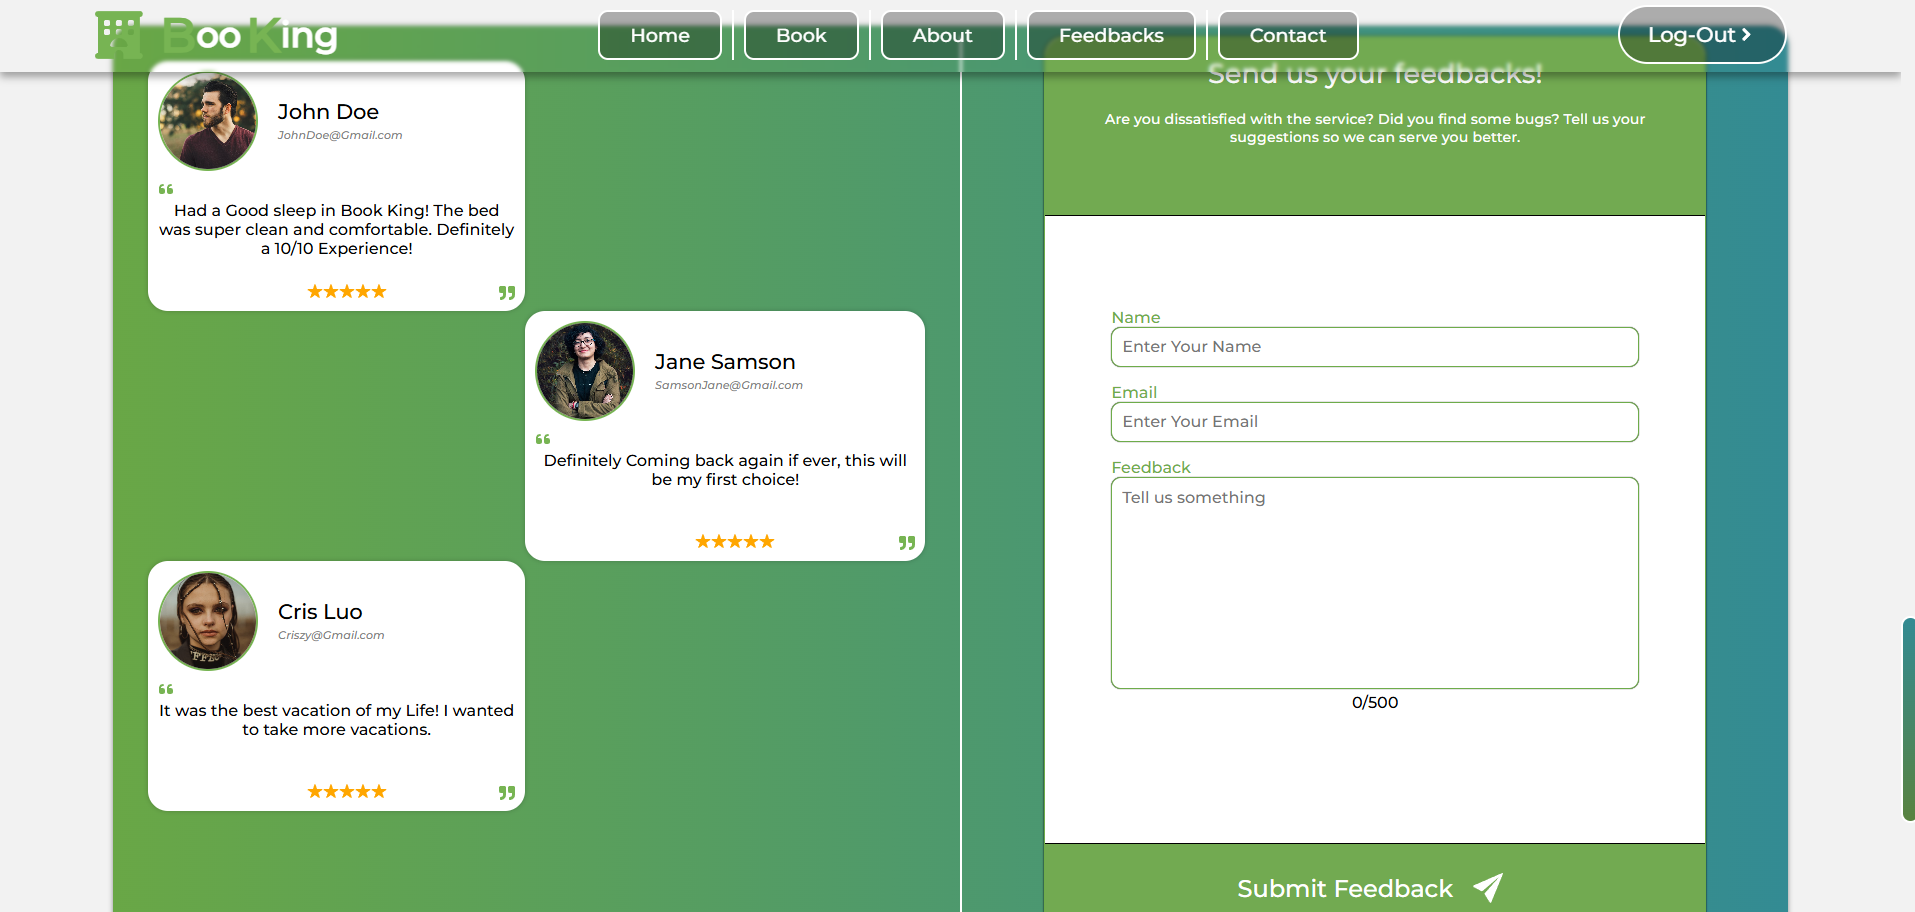 Boo King
Home
Book
About
Feedbacks
Contact
Log-Out
John Doe
JohnDoe@Gmail.com
Had a Good sleep in Book King! The bed
was super clean and comfortable. Definitely
a 10/10 Experience!
Jane Samson
SamsonJane@Gmail.com
Definitely Coming back again if ever, this will
be my first choice!
Cris Luo
Criszy@Gmail.com
It was the best vacation of my Life! I wanted
to take more vacations.
Send us your feedbacks!
Are you dissatisfied with the service? Did you find some bugs? Tell us your
suggestions so we can serve you better.
Name
Enter Your Name
Email
Enter Your Email
Feedback
Tell us something
0/500
Submit Feedback